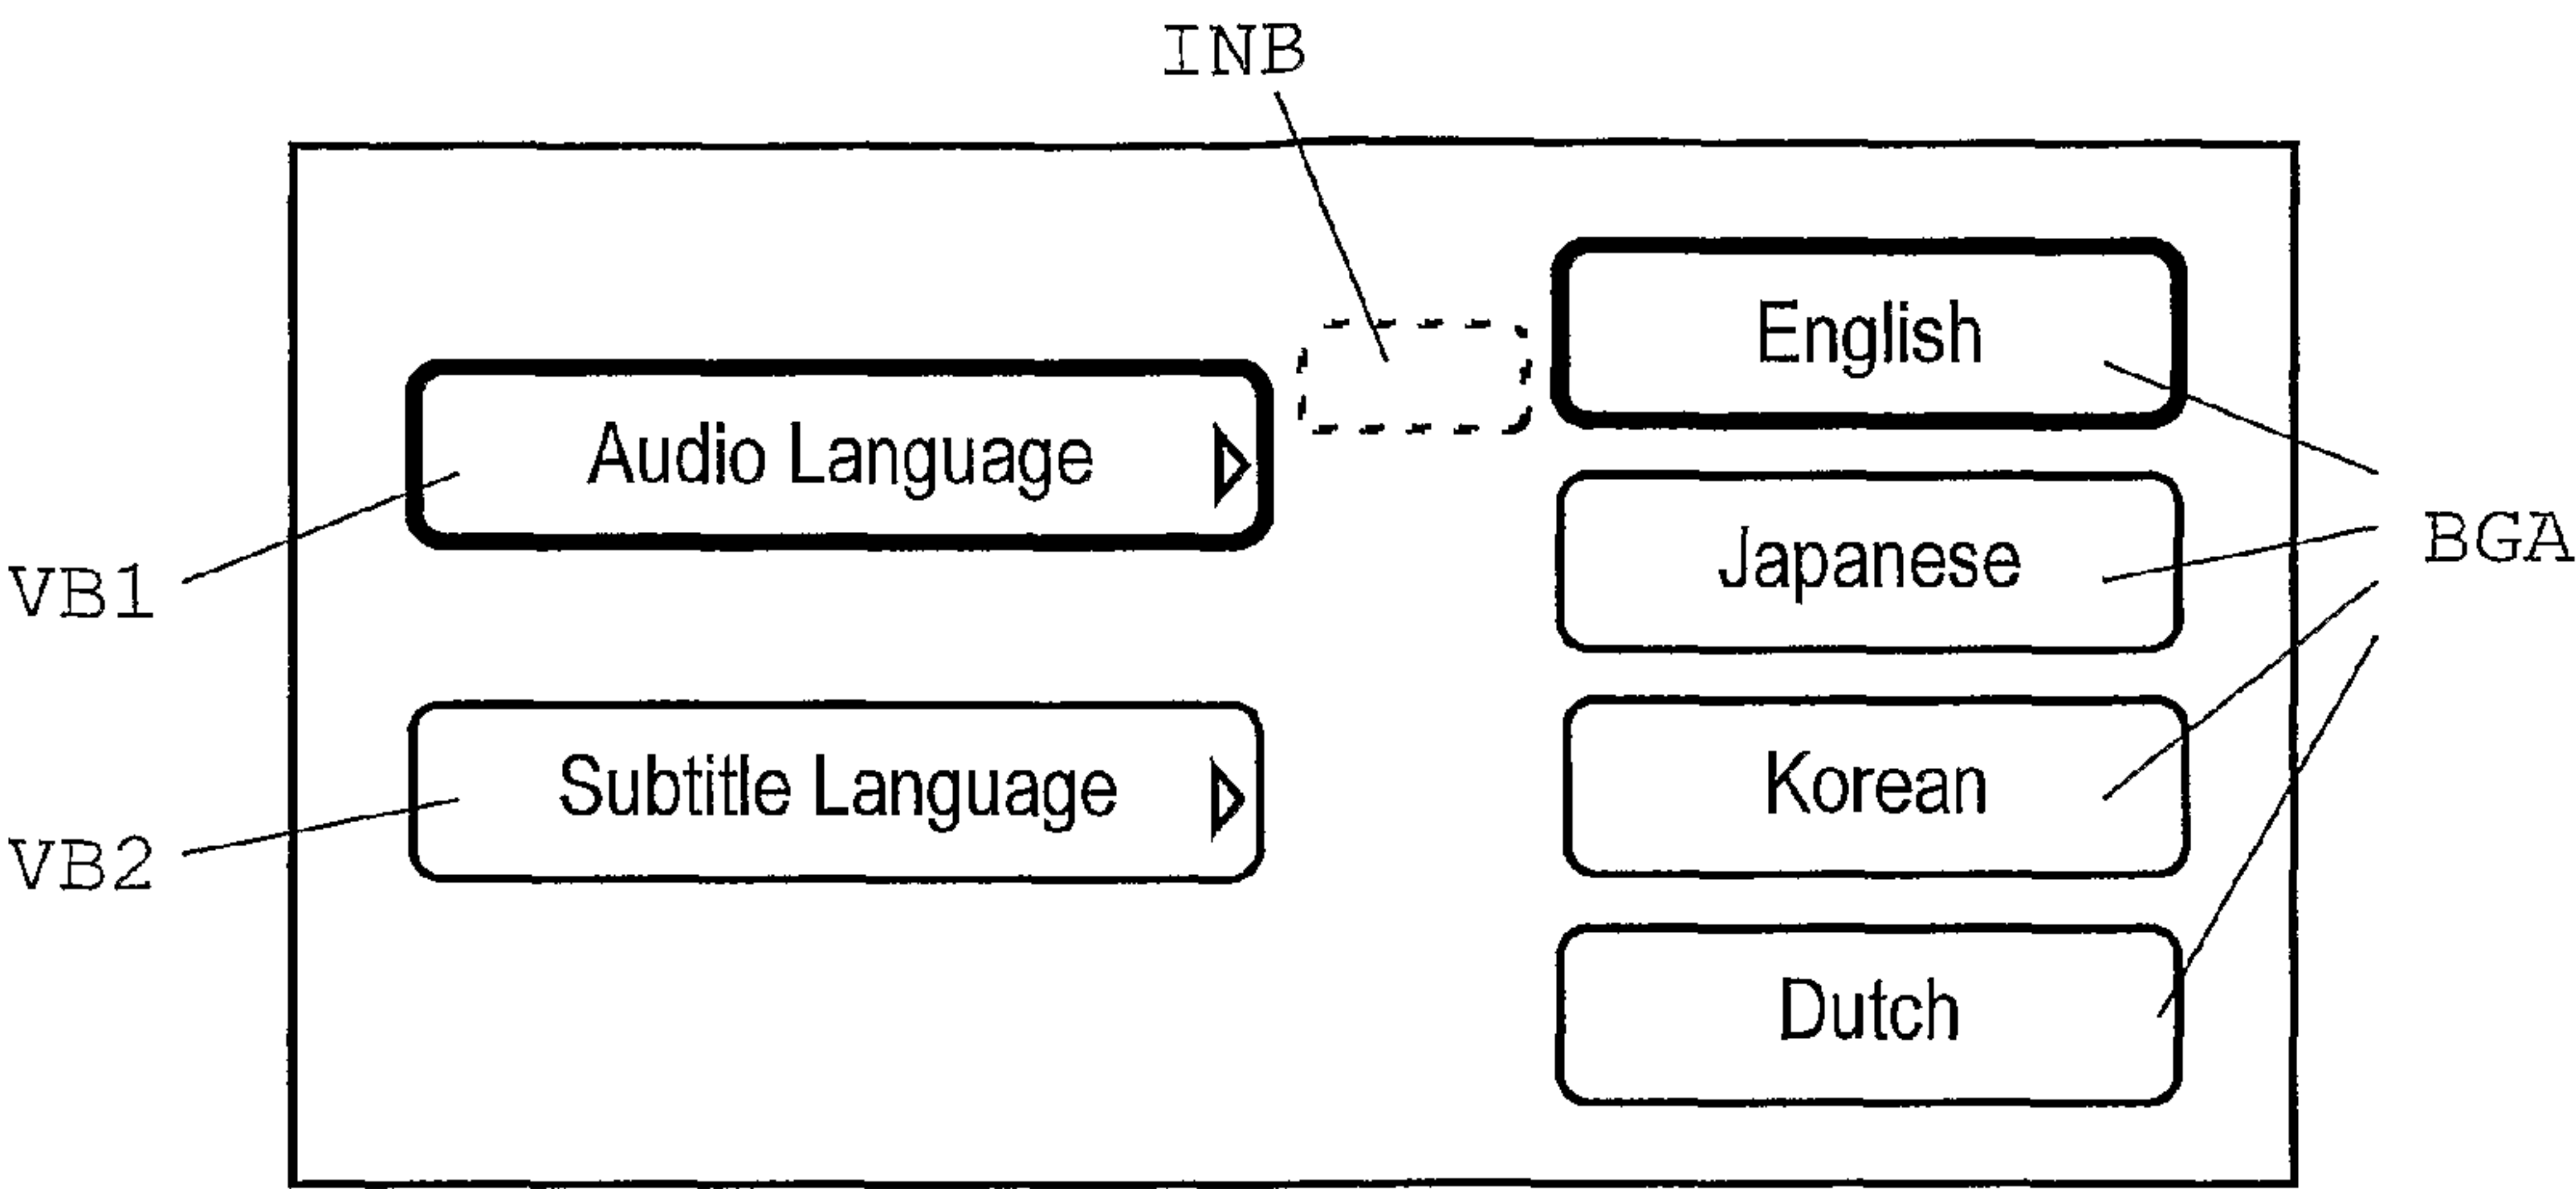 INB
English
Audio Language
Japanese
BGA
VB1
Subtitle Language
Korean
VB2
Dutch